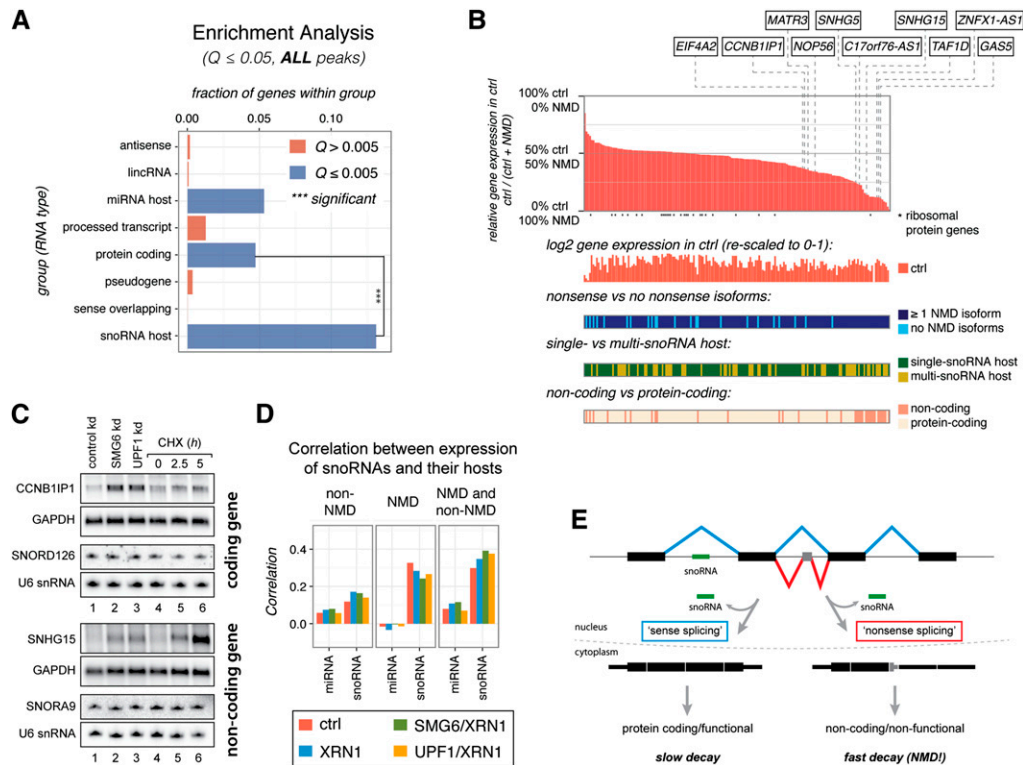 A
Enrichment Analysis
(Q ≤ 0.05, ALL peaks)
fraction of genes within group
0.00
0.05
0.10
group (RNA type)
antisense
lincRNA
miRNA host
processed transcript
protein coding
pseudogene
sense overlapping
snoRNA host
Q > 0.005
Q ≤ 0.005
*** significant
***
B
MATR3
SNHG5
SNHG15
ZNFX1-AS1
EIF4A2
CCNB1IP1
NOP56
C17orf76-AS1
TAF1D
GAS5
relative gene expression in ctrl
ctrl / (ctrl + NMD)
100% ctrl
0% NMD
50% ctrl
50% NMD
0% ctrl
100% NMD
* ribosomal
protein genes
log2 gene expression in ctrl (re-scaled to 0-1):
ctrl
nonsense vs no nonsense isoforms:
≥ 1 NMD isoform
no NMD isoforms
single- vs multi-snoRNA host:
single-snoRNA host
multi-snoRNA host
non-coding vs protein-coding:
non-coding
protein-coding
C
control kd
SMG6 kd
UPF1 kd
CHX (h)
0 2.5 5
CCNB1IP1
GAPDH
SNORD126
U6 snRNA
1 2 3 4 5 6
coding gene
SNHG15
GAPDH
SNORA9
U6 snRNA
1 2 3 4 5 6
non-coding gene
D
Correlation between expression
of snoRNAs and their hosts
non-
NMD
NMD
NMD and
non-NMD
Correlation
0.4
0.2
0.0
miRNA
snoRNA
miRNA
snoRNA
miRNA
snoRNA
ctrl
XRN1
SMG6/XRN1
UPF1/XRN1
E
snoRNA
snoRNA
snoRNA
nucleus
'sense splicing'
'nonsense splicing'
cytoplasm
protein coding/functional
non-coding/non-functional
slow decay
fast decay (NMD!)